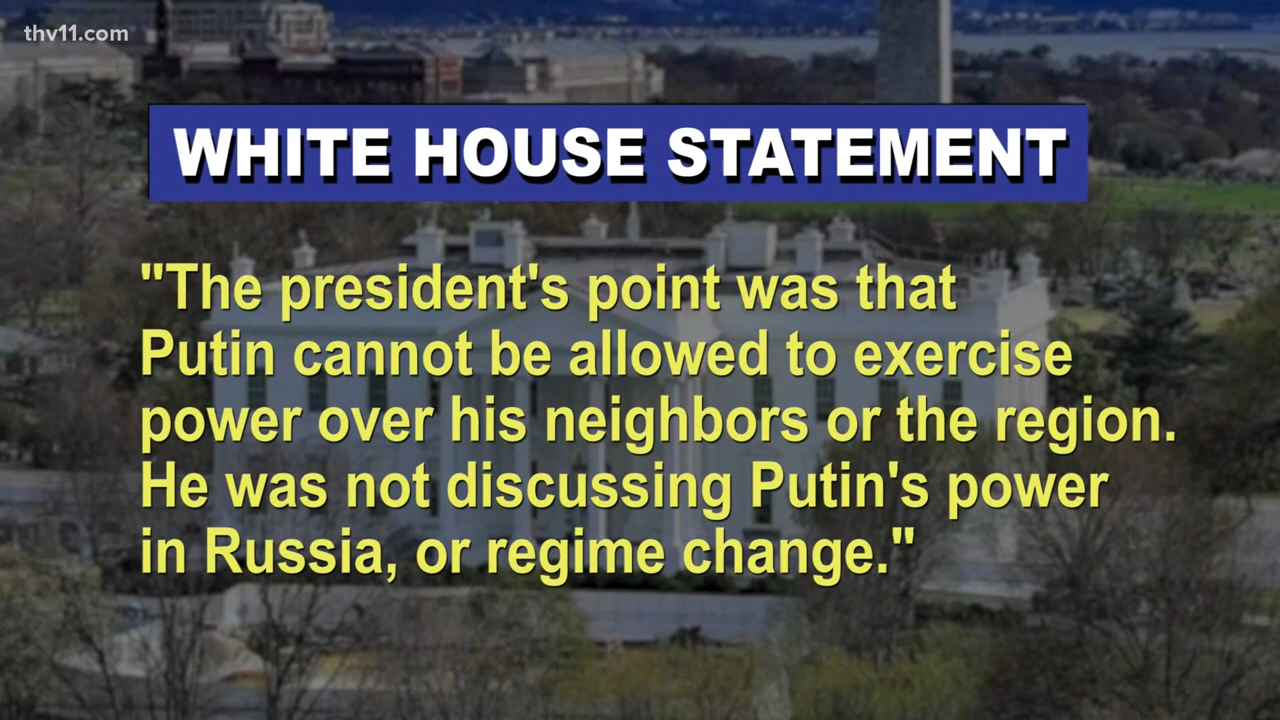 thv11.com
WHITE HOUSE STATEMENT
"The president's point was that
Putin cannot be allowed to exercise
power over his neighbors or the region.
He was not discussing Putin's power
in Russia, or regime change."